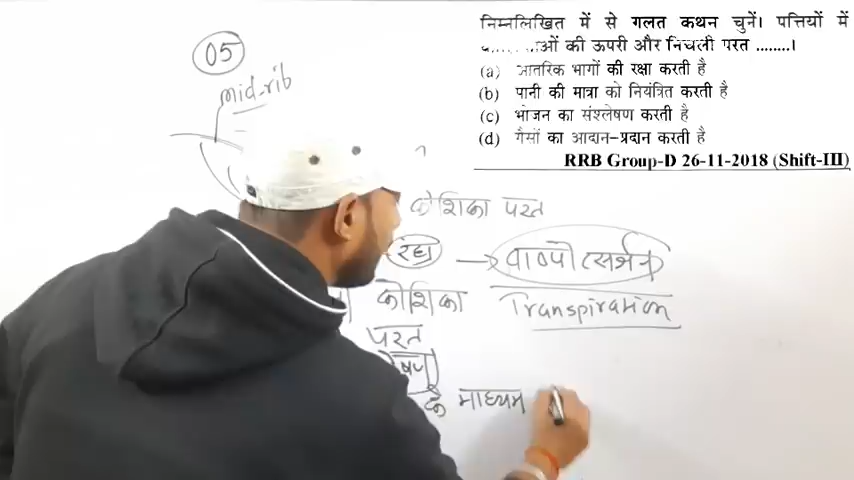 निम्नलिखित में से गलत कथन चुनें। पत्तियों में
की ऊपरी और निचली परत ........।
(a) आतरिक भागों की रक्षा करती है
(b) पानी की मात्रा को नियंत्रित करती है
(c) भोजन का संश्लेषण करती है
(d) गैसों का आदान-प्रदान करती है
RRB Group-D 26-11-2018 (Shift-III)
05
mid-rib
कोशिका परत
रंध्र → वाष्पोत्सर्जन
कोशिका Transpiration
परत
के माध्यम